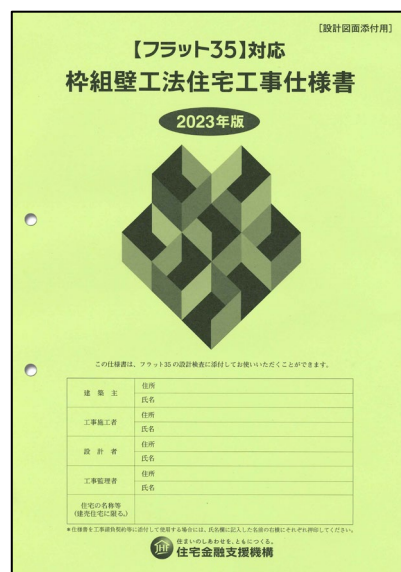 [設計図面添付用]
【フラット35】対応
枠組壁工法住宅工事仕様書
2023年版
この仕様書は、フラット35の設計検査に添付してお使いいただくことができます。
建築主
住所
氏名
工事施工者
住所
氏名
設計者
住所
氏名
工事監理者
住所
氏名
住宅の名称等
(建売住宅に限る。)
*仕様書を工事請負契約等に添付して使用する場合には、氏名欄に記入した名前の右横にそれぞれ押印してください。
JHF
住まいのしあわせを、ともにつくる。
住宅金融支援機構